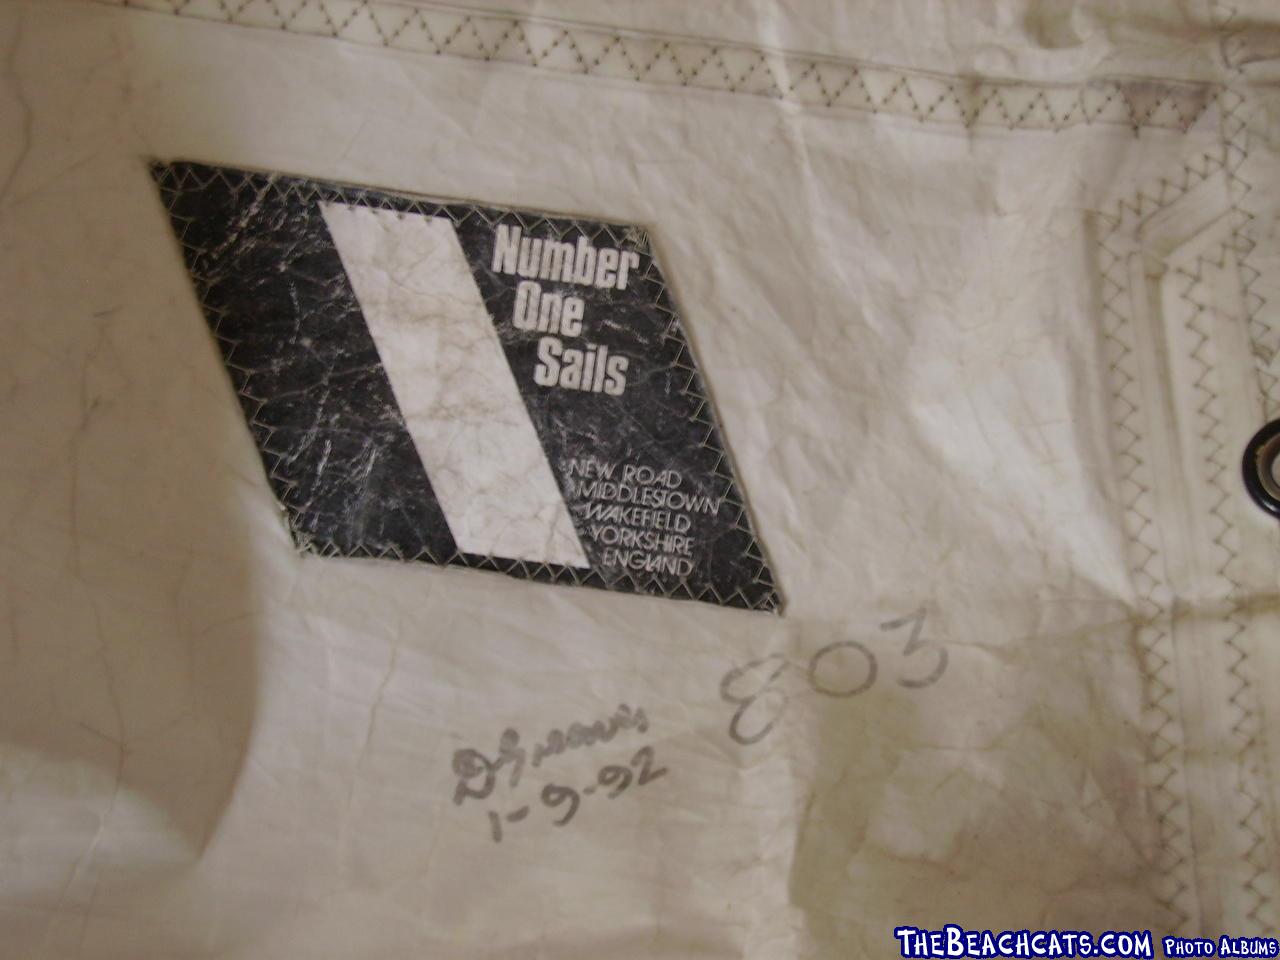 Number
One
Sails
NEW ROAD
MIDDLESTOWN
WAKEFIELD
YORKSHIRE
ENGLAND
803
1-9-92
THEBEACHCATS.COM PHOTO ALBUMS